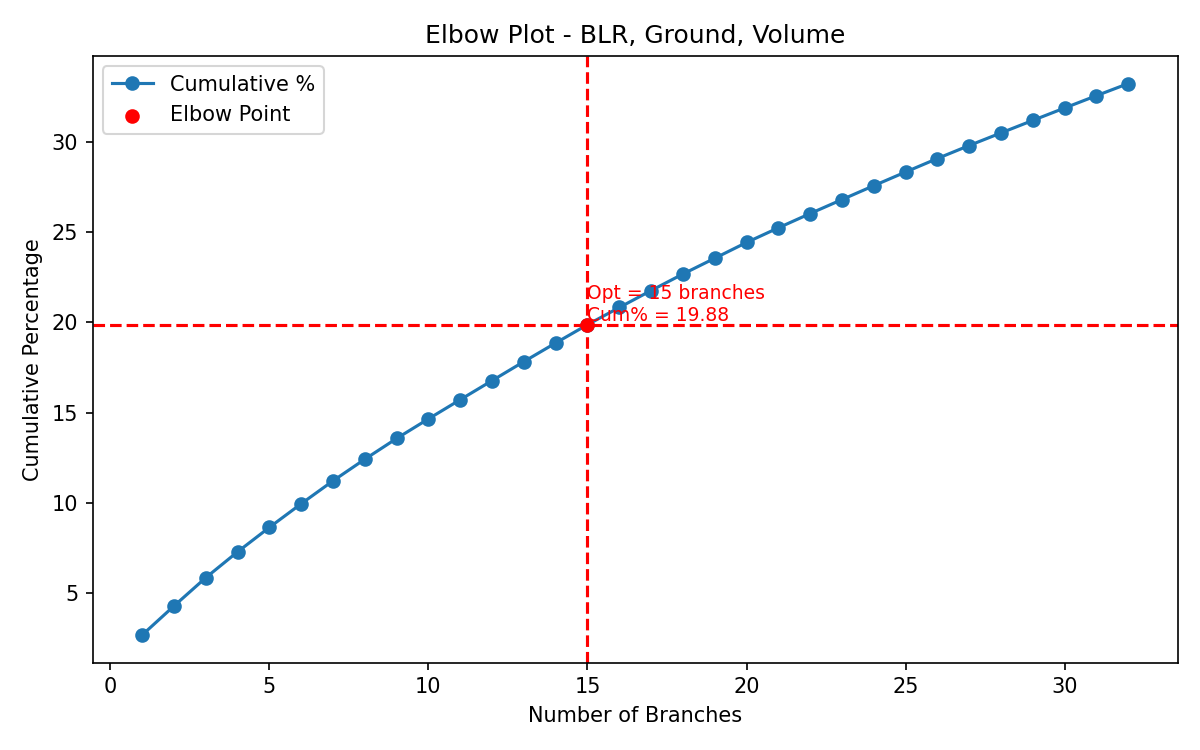 Elbow Plot - BLR, Ground, Volume
Cumulative %
Elbow Point
Cumulative Percentage
30
25
20
15
10
5
Opt = 15 branches
Cum% = 19.88
0
5
10
15
20
25
30
Number of Branches